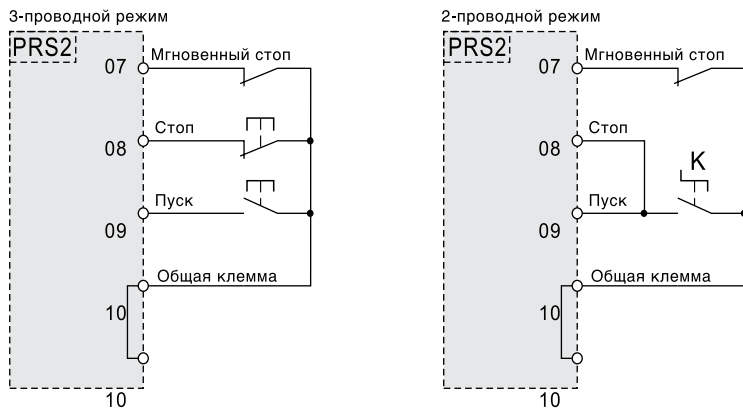 3-проводной режим
PRS2
07
Мгновенный стоп
08
Стоп
09
Пуск
10
Общая клемма
10
2-проводной режим
PRS2
07
Мгновенный стоп
08
Стоп
K
09
Пуск
10
Общая клемма
10